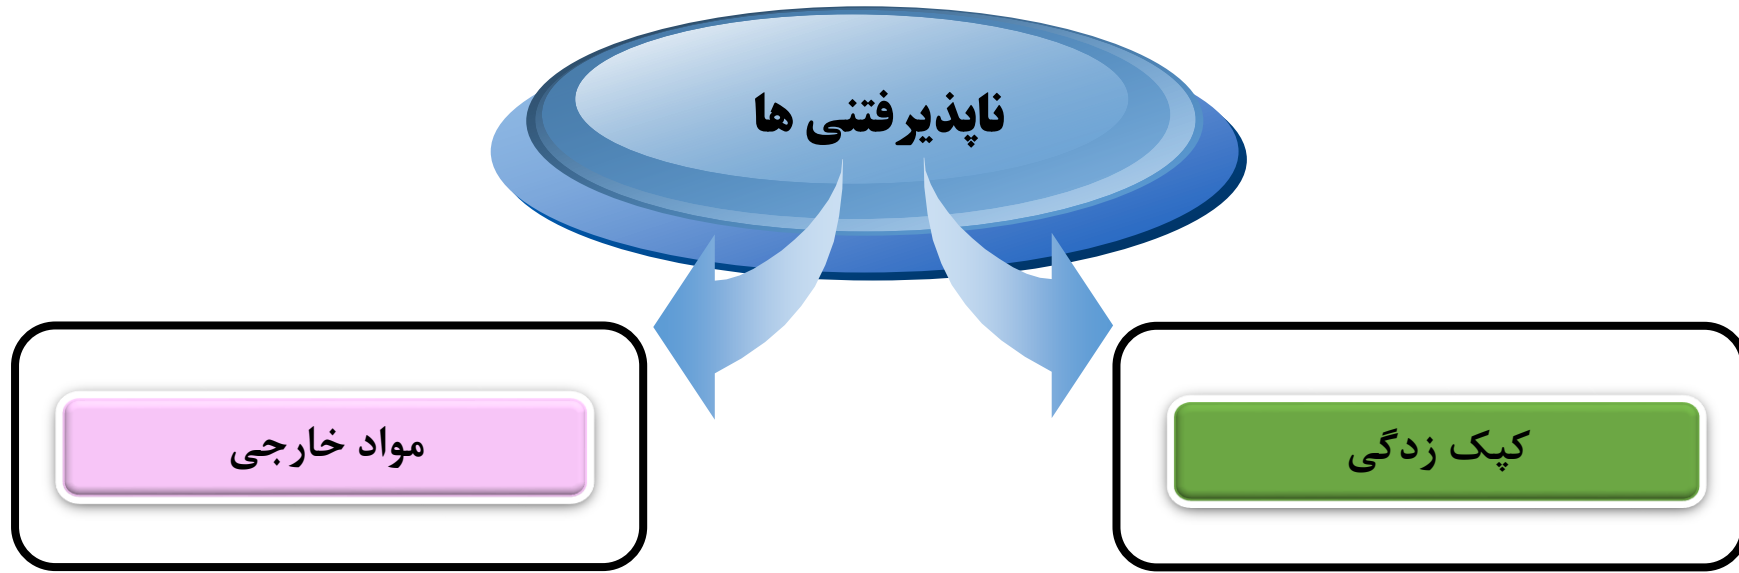 ناپذیرفتنی ها
کپک زدگی
مواد خارجی